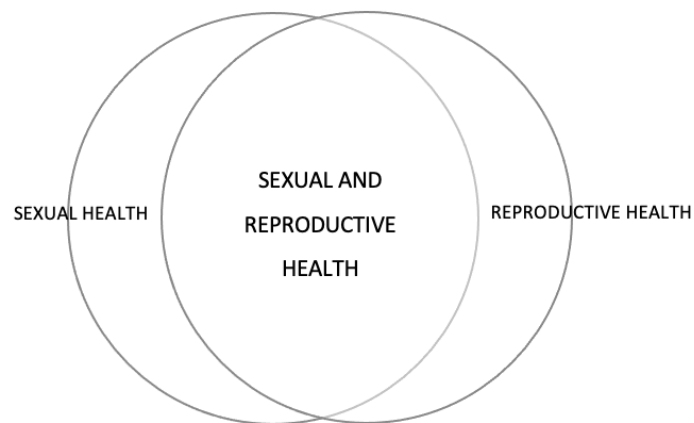 SEXUAL AND
REPRODUCTIVE
HEALTH
SEXUAL HEALTH
REPRODUCTIVE HEALTH